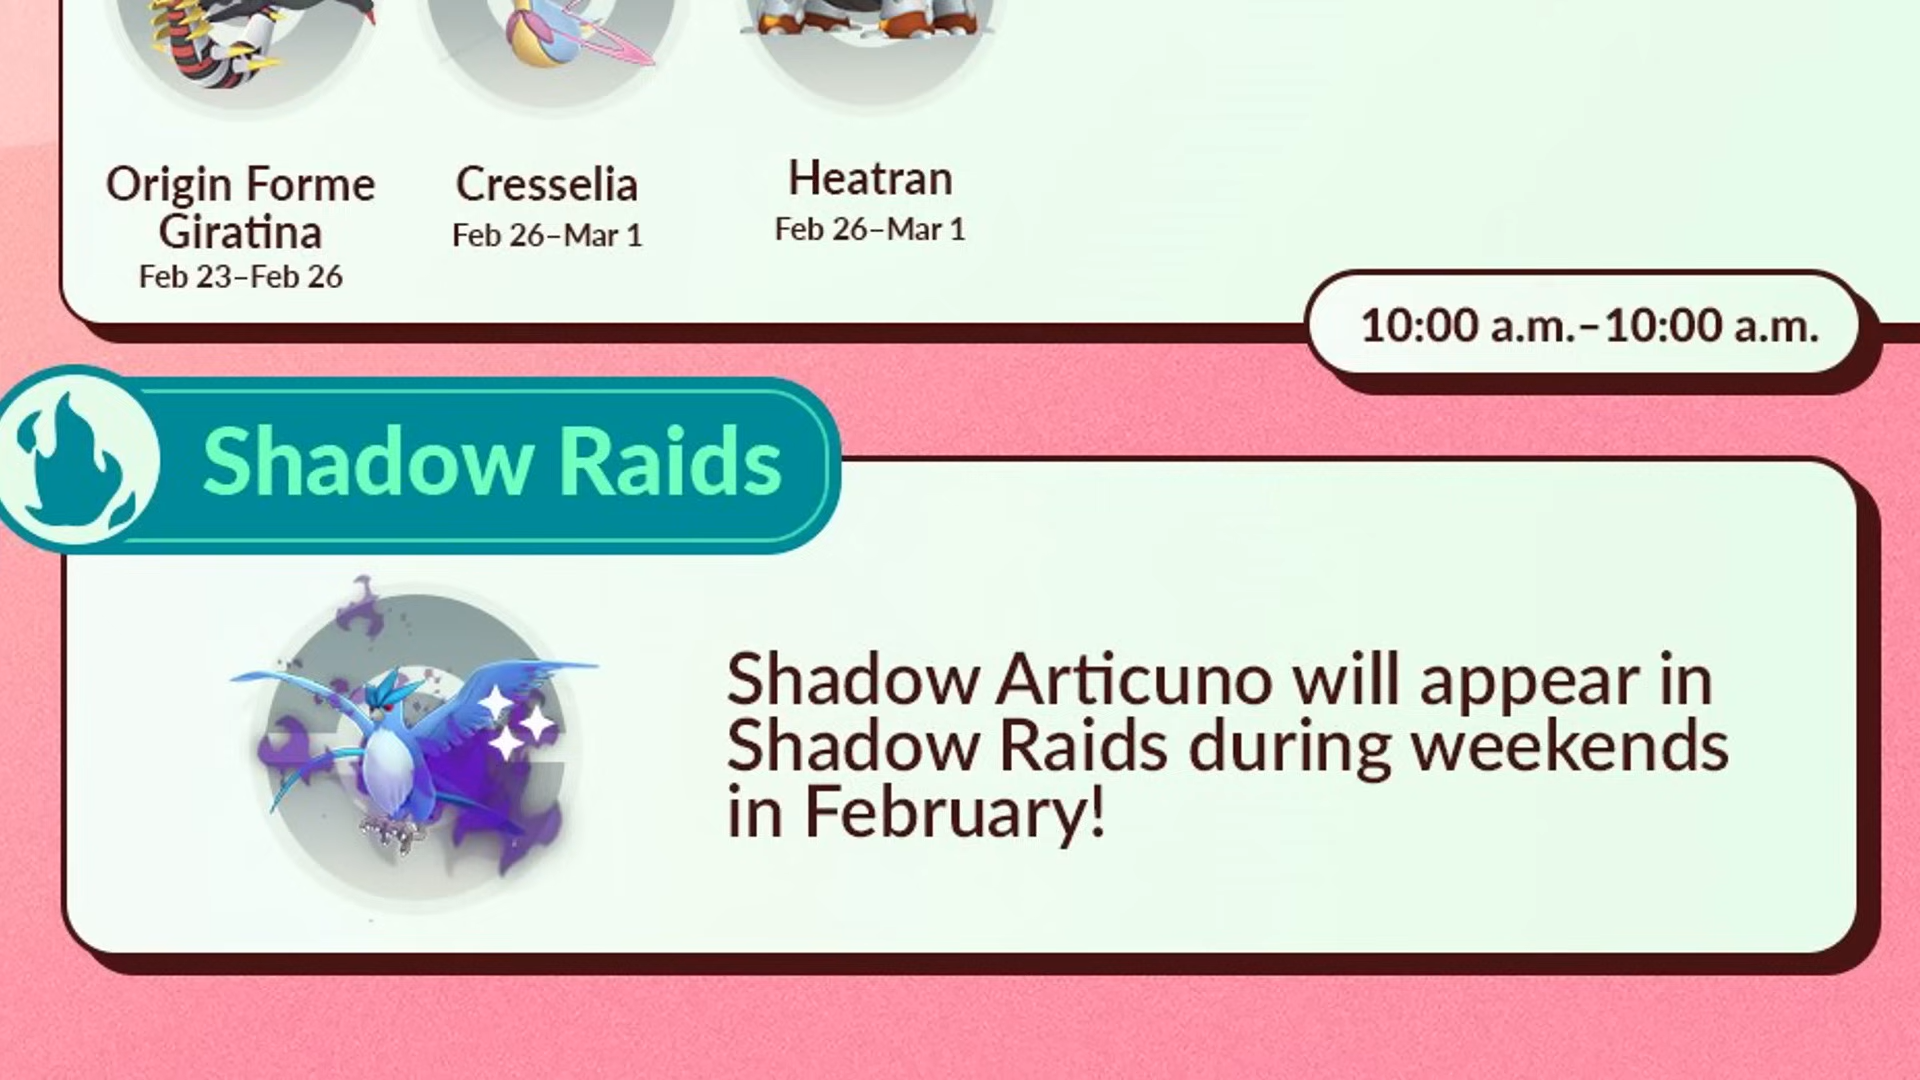 Origin Forme
Giratina
Feb 23–Feb 26
Cresselia
Feb 26–Mar 1
Heatran
Feb 26–Mar 1
10:00 a.m.–10:00 a.m.
Shadow Raids
Shadow Articuno will appear in
Shadow Raids during weekends
in February!